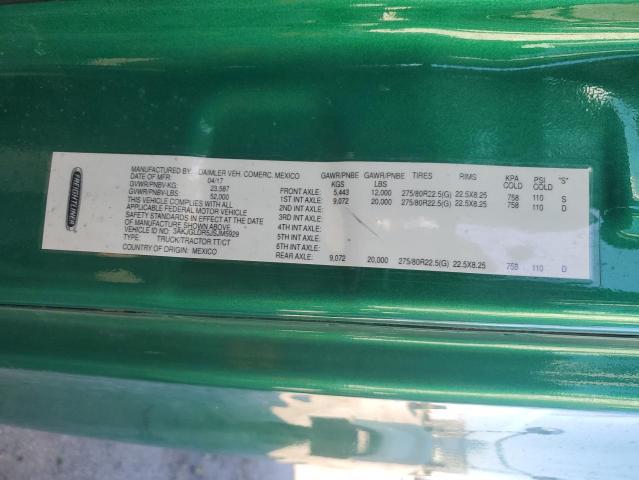 FREIGHTLINER
MANUFACTURED BY: DAIMLER VEH. COMERC. MEXICO
DATE OF MFR: 04/17
GVWR/PNBV-KG: 23,587
GVWR/PNBV-LBS: 52,000
THIS VEHICLE COMPLIES WITH ALL
APPLICABLE FEDERAL MOTOR VEHICLE
SAFETY STANDARDS IN EFFECT AT THE DATE
OF MANUFACTURE SHOWN ABOVE.
VEHICLE ID NO: 3AKJGLDR5JSJM5929
TYPE: TRUCK/TRACTOR TT/CT
COUNTRY OF ORIGIN: MEXICO
GAWR/PNBE GAWR/PNBE TIRES RIMS KPA PSI "S"
KGS LBS COLD COLD
FRONT AXLE: 5,443 12,000 275/80R22.5(G) 22.5X8.25 758 110 S
1ST INT AXLE: 9,072 20,000 275/80R22.5(G) 22.5X8.25 758 110 D
2ND INT AXLE:
3RD INT AXLE:
4TH INT AXLE:
5TH INT AXLE:
6TH INT AXLE:
REAR AXLE: 9,072 20,000 275/80R22.5(G) 22.5X8.25 758 110 D